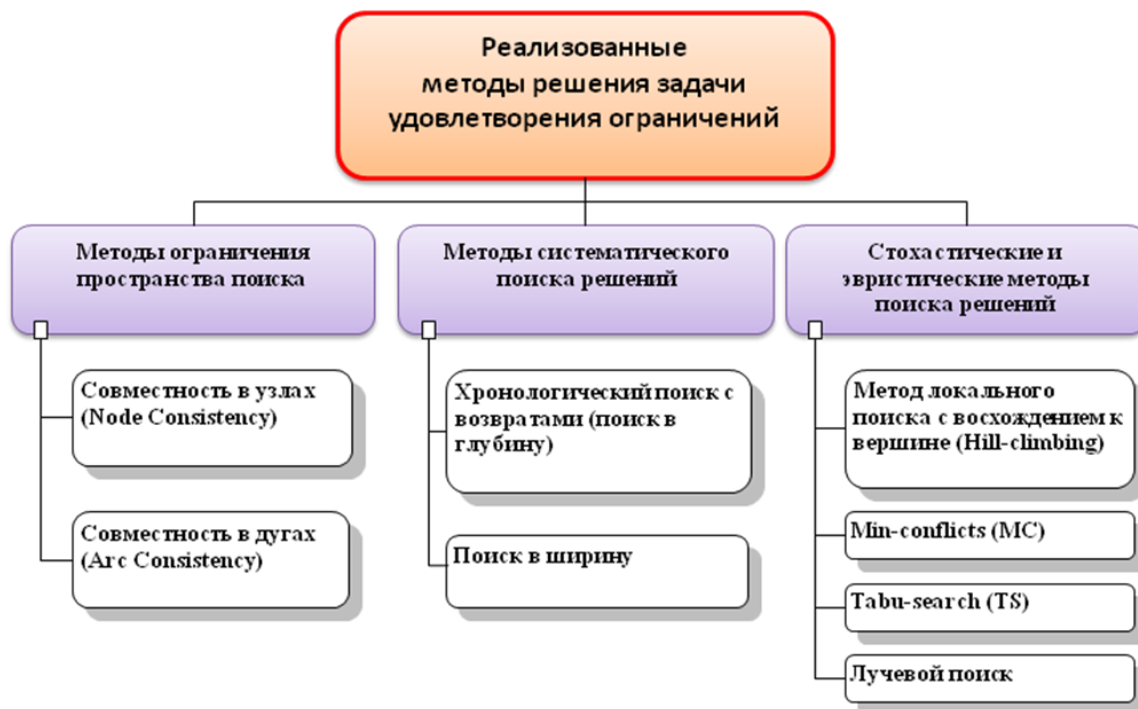 Реализованные
методы решения задачи
удовлетворения ограничений
Методы ограничения
пространства поиска
Совместность в узлах
(Node Consistency)
Совместность в дугах
(Arc Consistency)
Методы систематического
поиска решений
Хронологический поиск с
возвратами (поиск в
глубину)
Поиск в ширину
Стохастические и
эвристические методы
поиска решений
Метод локального
поиска с восхождением к
вершине (Hill-climbing)
Min-conflicts (MC)
Tabu-search (TS)
Лучевой поиск